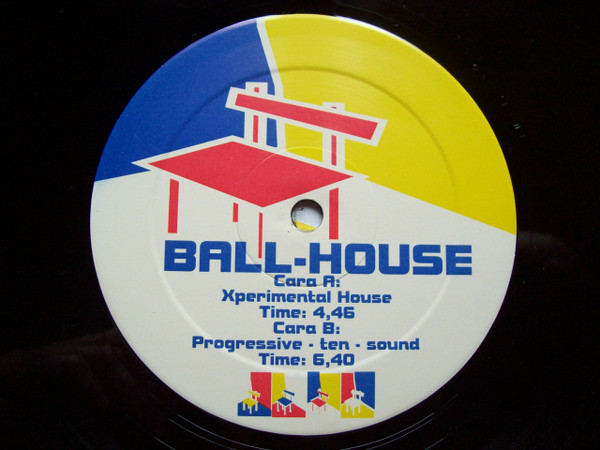 BALL-HOUSE
Cara A:
Xperimental House
Time: 4,46
Cara B:
Progressive - ten - sound
Time: 6,40